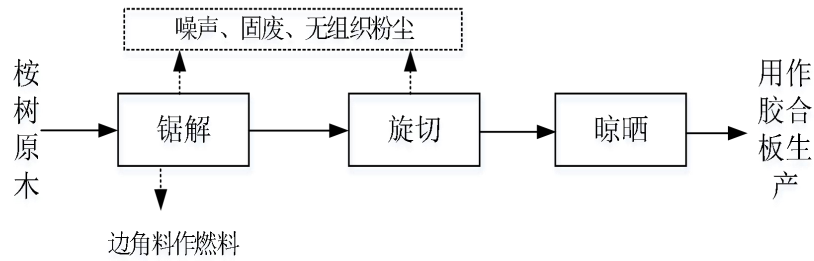 噪声、固废、无组织粉尘
桉树原木
锯解
旋切
晾晒
用作
胶合
板生
产
边角料作燃料